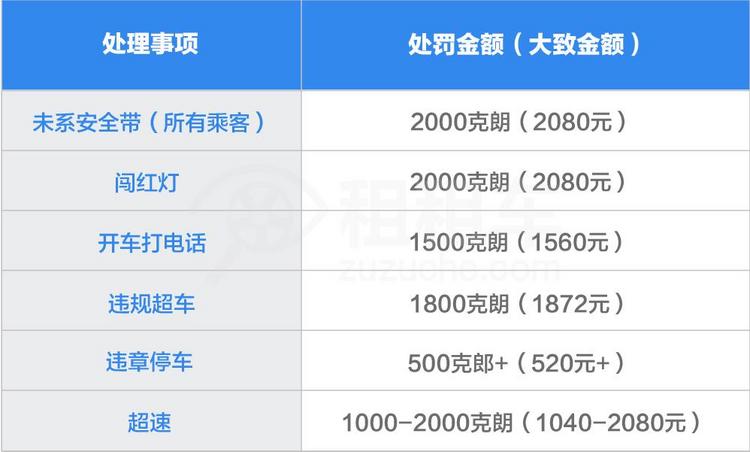 处理事项 处罚金额（大致金额）
未系安全带（所有乘客） 2000克朗（2080元）
闯红灯 2000克朗（2080元）
开车打电话 1500克朗（1560元）
违规超车 1800克朗（1872元）
违章停车 500克郎+（520元+）
超速 1000-2000克朗（1040-2080元）
租租车
zuzuche.com